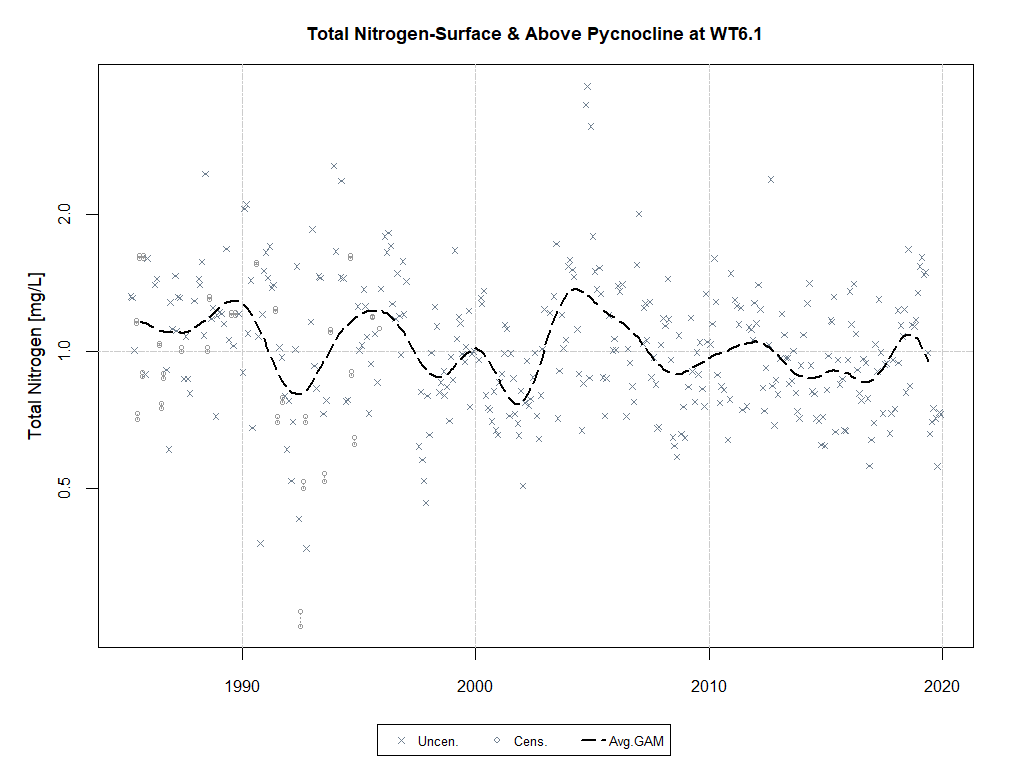 Total Nitrogen-Surface & Above Pycnocline at WT6.1
Total Nitrogen [mg/L]
2.0
1.0
0.5
1990 2000 2010 2020
Uncen. Cens. Avg.GAM